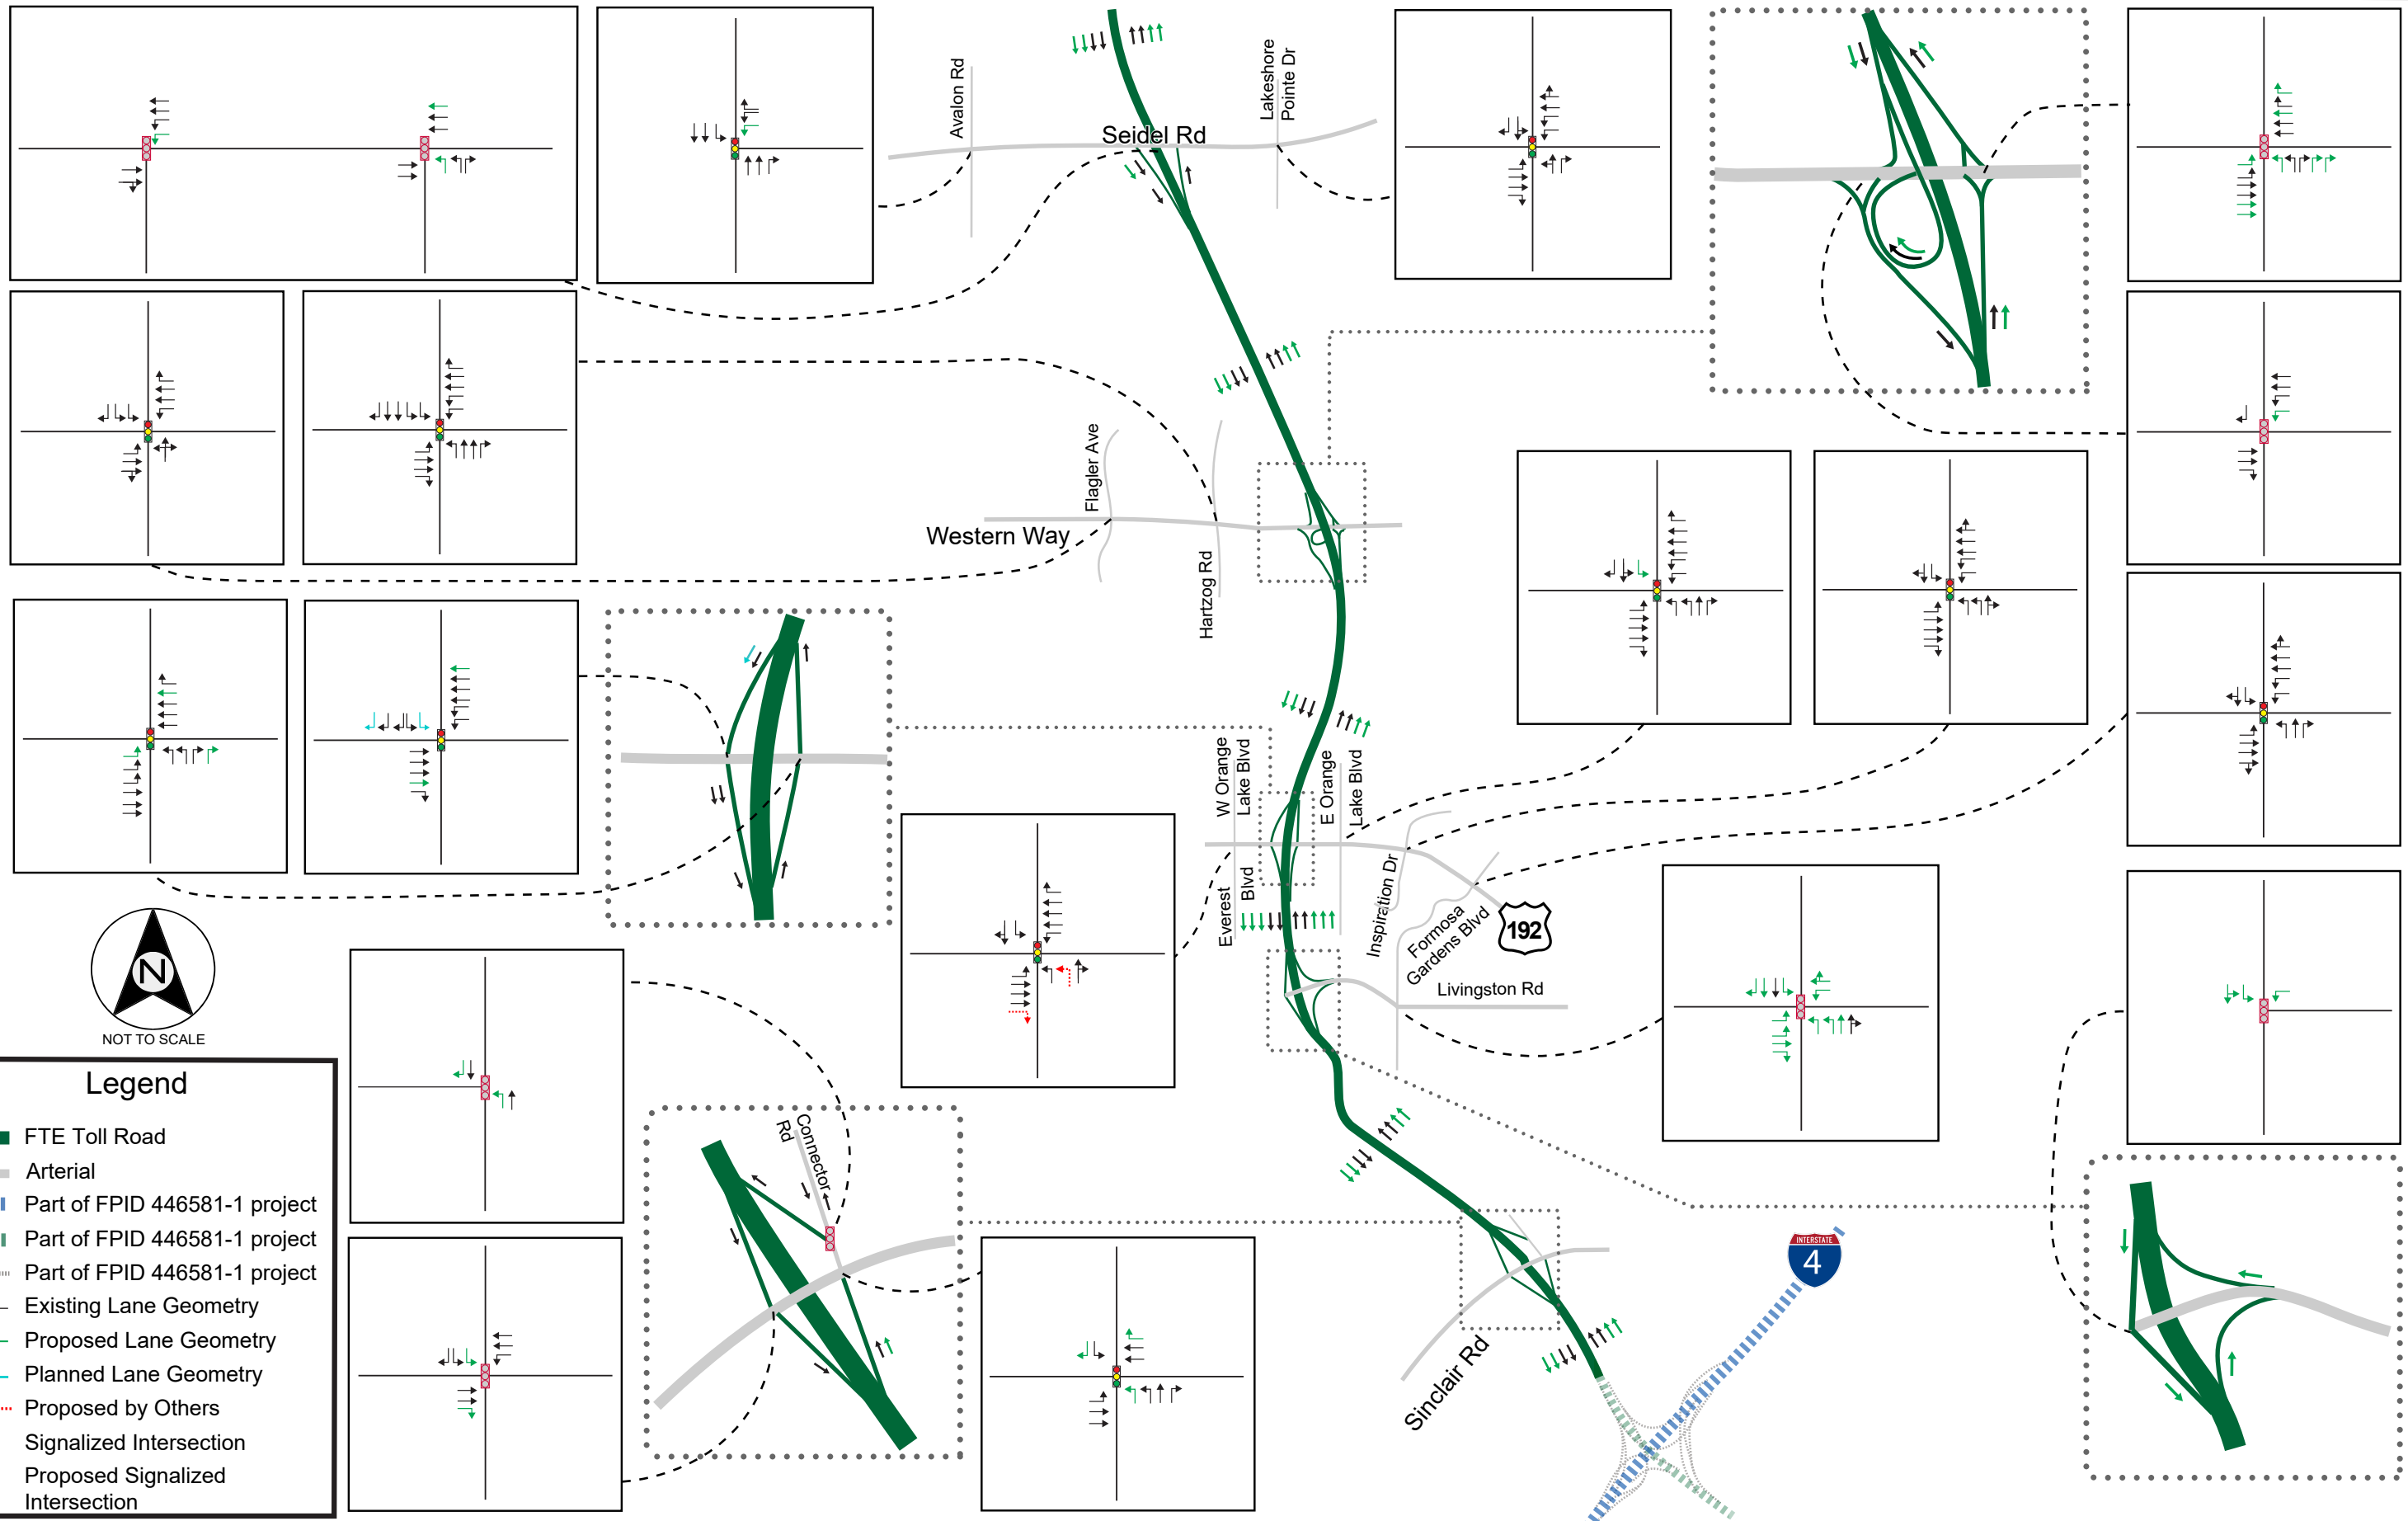 Avalon Rd
Lakeshore
Pointe Dr
Seidel Rd
Flagler Ave
Western Way
Hartzog Rd
W Orange
Lake Blvd
E Orange
Lake Blvd
Everest
Blvd
Inspiration Dr
Formosa
Gardens Blvd
192
Livingston Rd
N
NOT TO SCALE
Connector
Rd
Sinclair Rd
INTERSTATE
4
Legend
FTE Toll Road
Arterial
Part of FPID 446581-1 project
Part of FPID 446581-1 project
Part of FPID 446581-1 project
Existing Lane Geometry
Proposed Lane Geometry
Planned Lane Geometry
Proposed by Others
Signalized Intersection
Proposed Signalized
Intersection